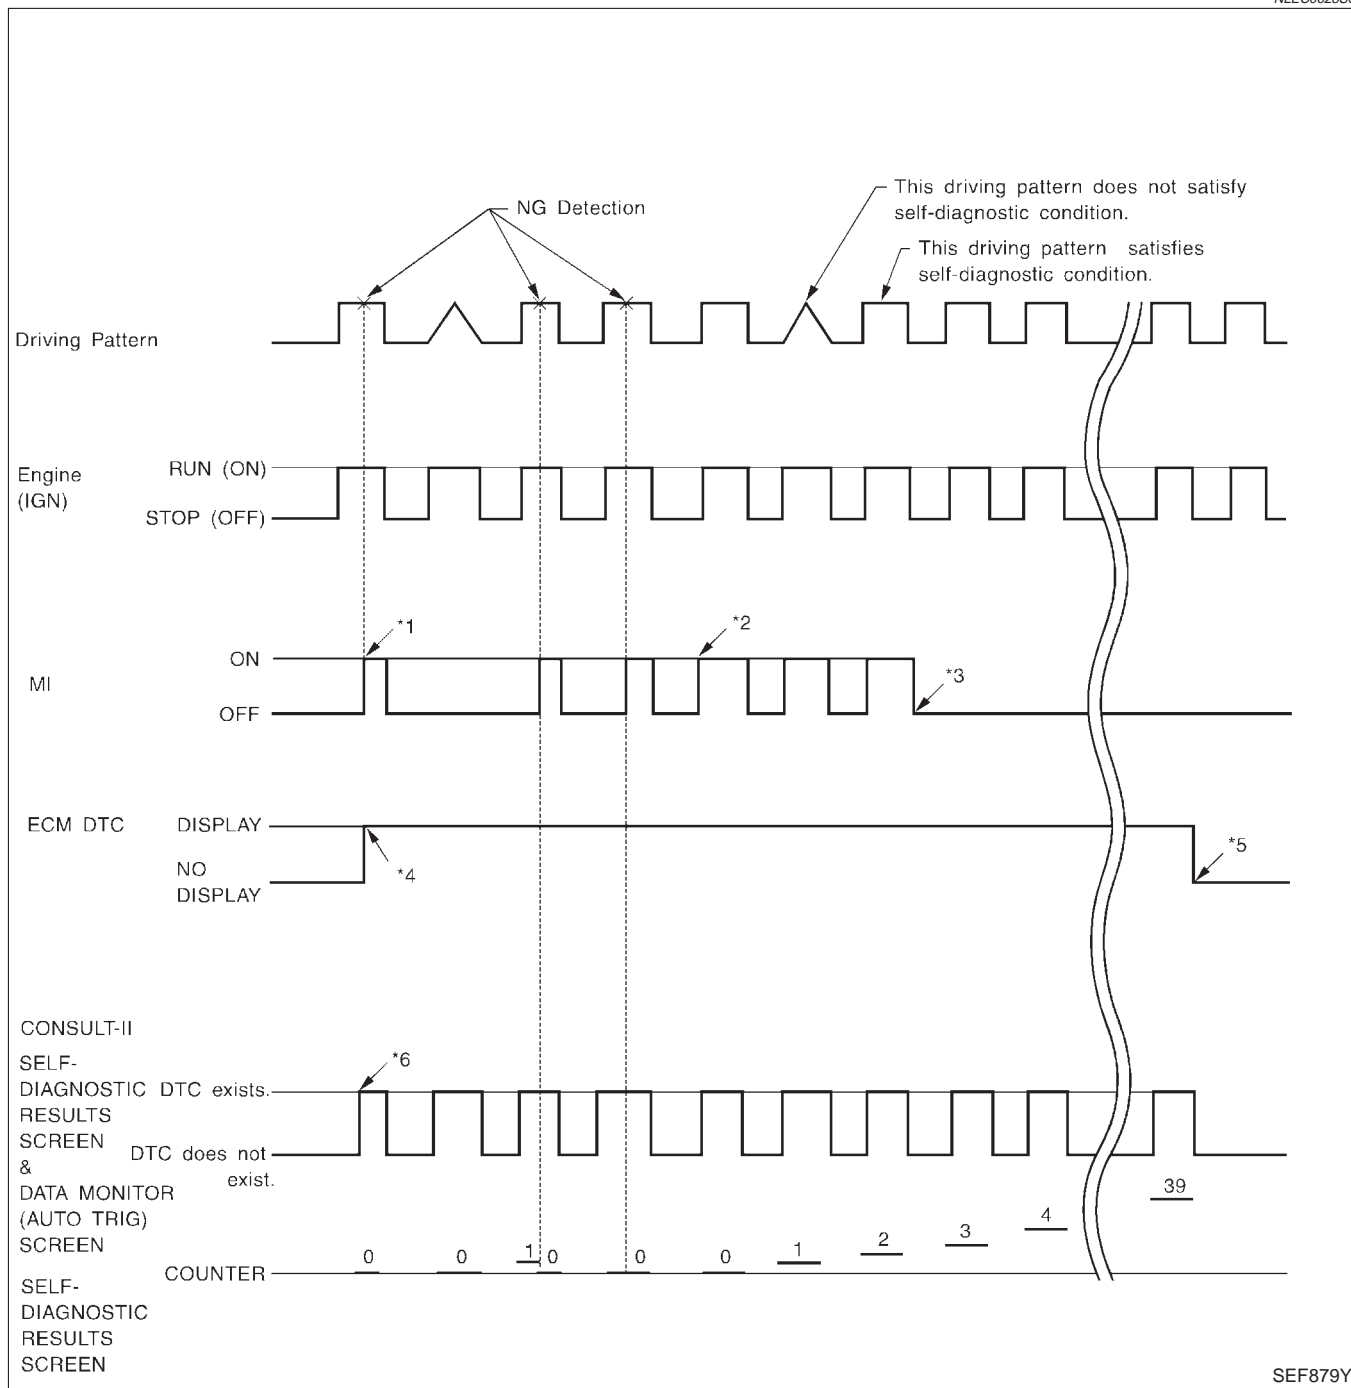 This driving pattern does not satisfy
self-diagnostic condition.
NG Detection
This driving pattern satisfies
self-diagnostic condition.
Driving Pattern
Engine
(IGN)
RUN (ON)
STOP (OFF)
*1
*2
*3
MI
ON
OFF
ECM DTC
DISPLAY
NO
DISPLAY
*4
*5
CONSULT-II
SELF-
DIAGNOSTIC
RESULTS
SCREEN
&
DATA MONITOR
(AUTO TRIG)
SCREEN
*6
DTC exists.
DTC does not
exist.
SELF-
DIAGNOSTIC
RESULTS
SCREEN
COUNTER
0 0 1 0 0 0 1 2 3 4 39
SEF879Y